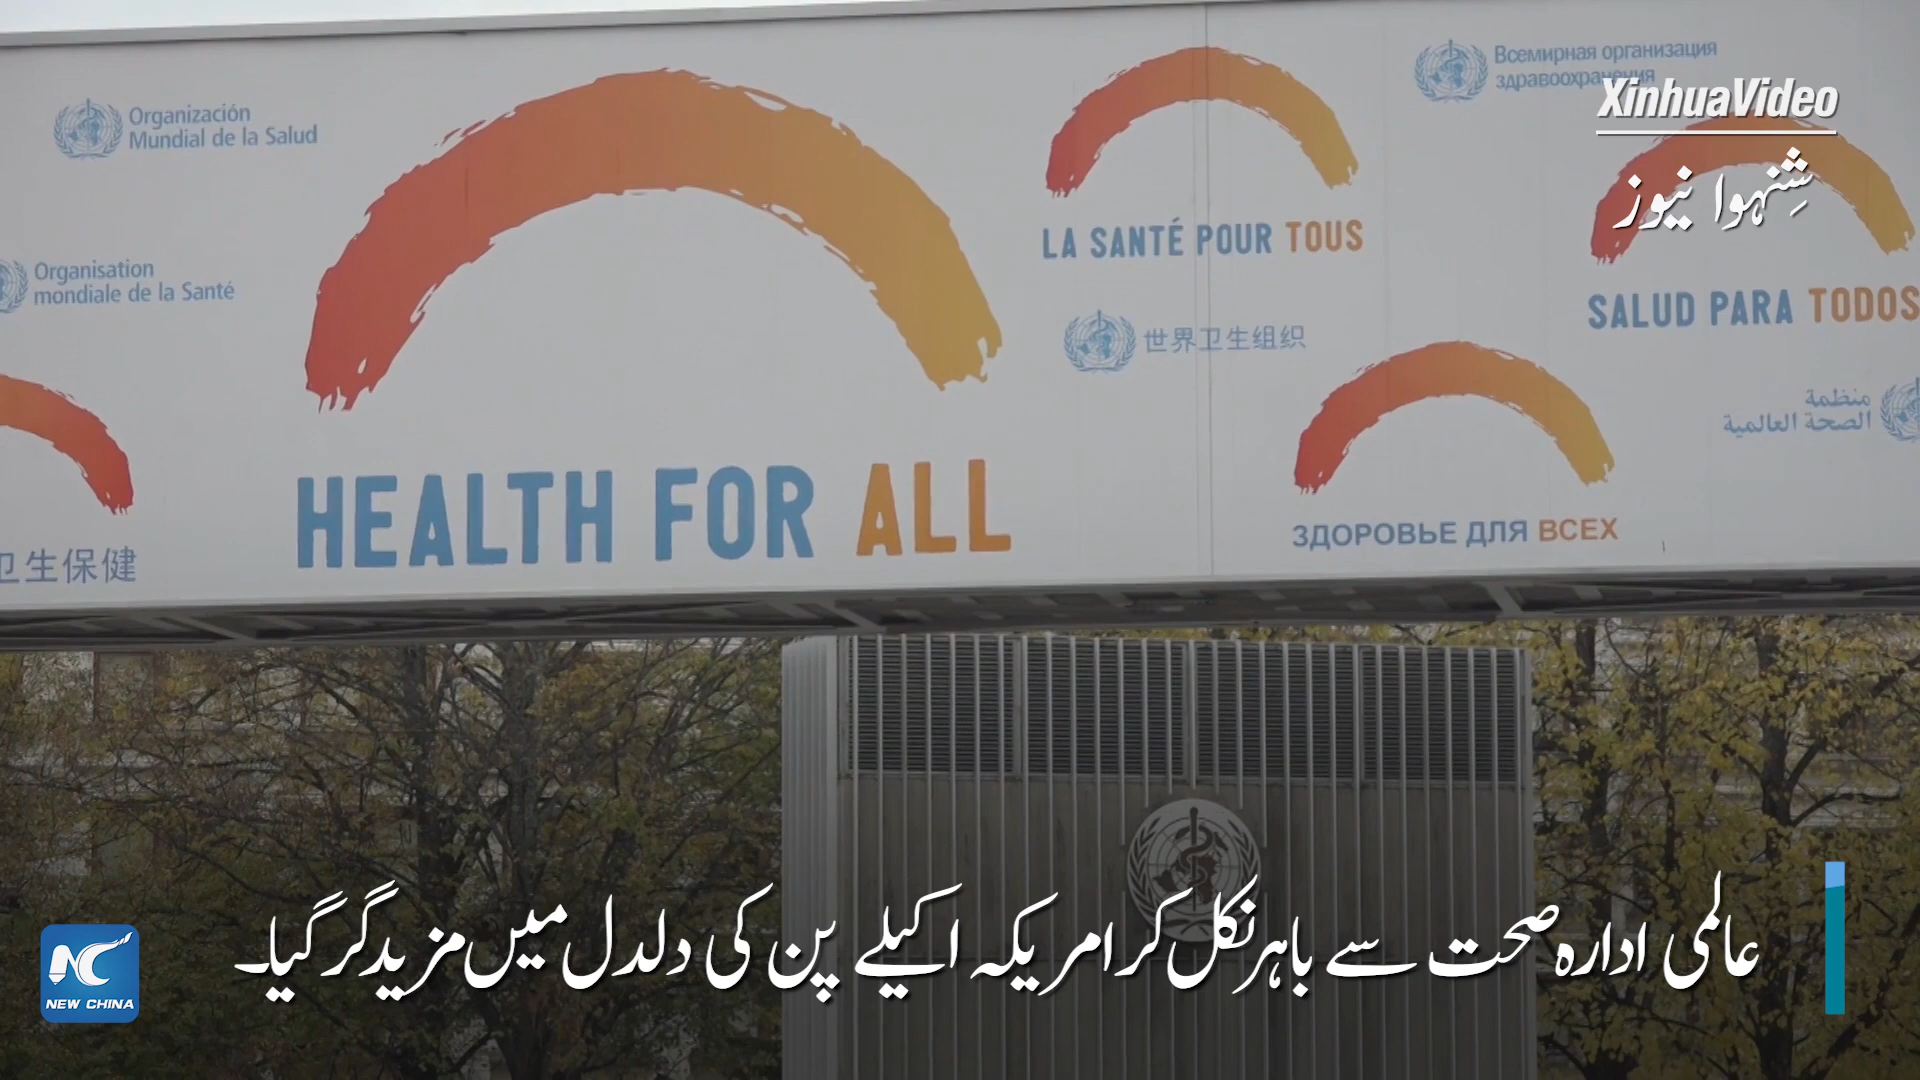 Organización
Mundial de la Salud
Всемирная организация
здравоохранения
XinhuaVideo
شِنہوا نیوز
LA SANTÉ POUR TOUS
Organisation
mondiale de la Santé
SALUD PARA TODOS
世界卫生组织
منظمة
الصحة العالمية
HEALTH FOR ALL
ЗДОРОВЬЕ ДЛЯ ВСЕХ
卫生保健
عالمی ادارہ صحت سے باہر نکل کر امریکہ اکیلے پن کی دلدل میں مزید گر گیا۔
NEW CHINA